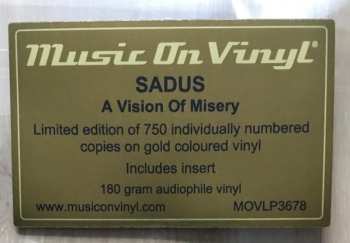 Music On Vinyl®
SADUS
A Vision Of Misery
Limited edition of 750 individually numbered
copies on gold coloured vinyl
Includes insert
180 gram audiophile vinyl
www.musiconvinyl.com MOVLP3678